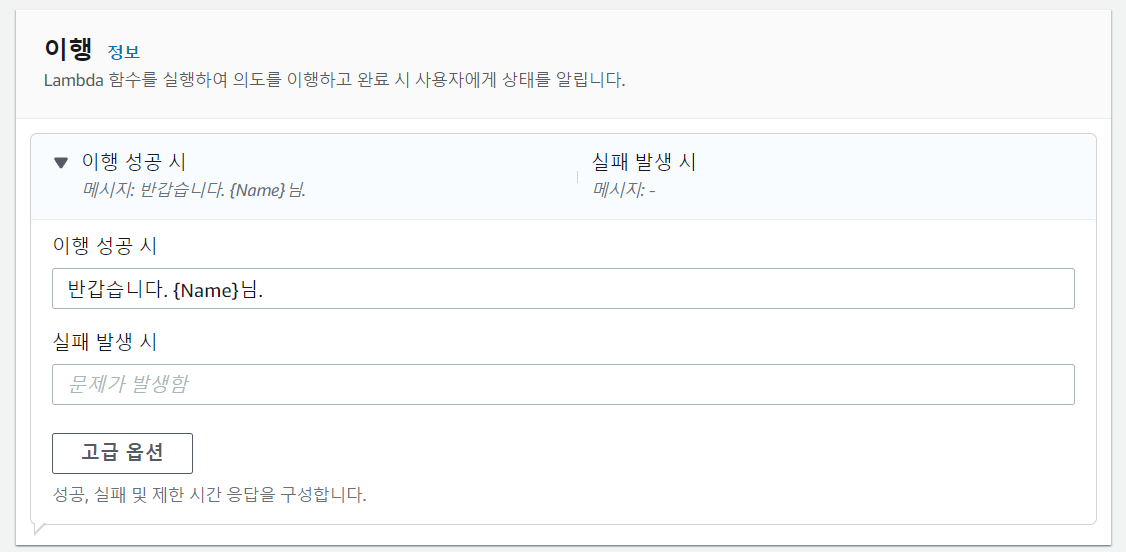 이행 정보
Lambda 함수를 실행하여 의도를 이행하고 완료 시 사용자에게 상태를 알립니다.
이행 성공 시
메시지: 반갑습니다. {Name}님.
실패 발생 시
메시지: -
이행 성공 시
반갑습니다. {Name}님.
실패 발생 시
문제가 발생함
고급 옵션
성공, 실패 및 제한 시간 응답을 구성합니다.